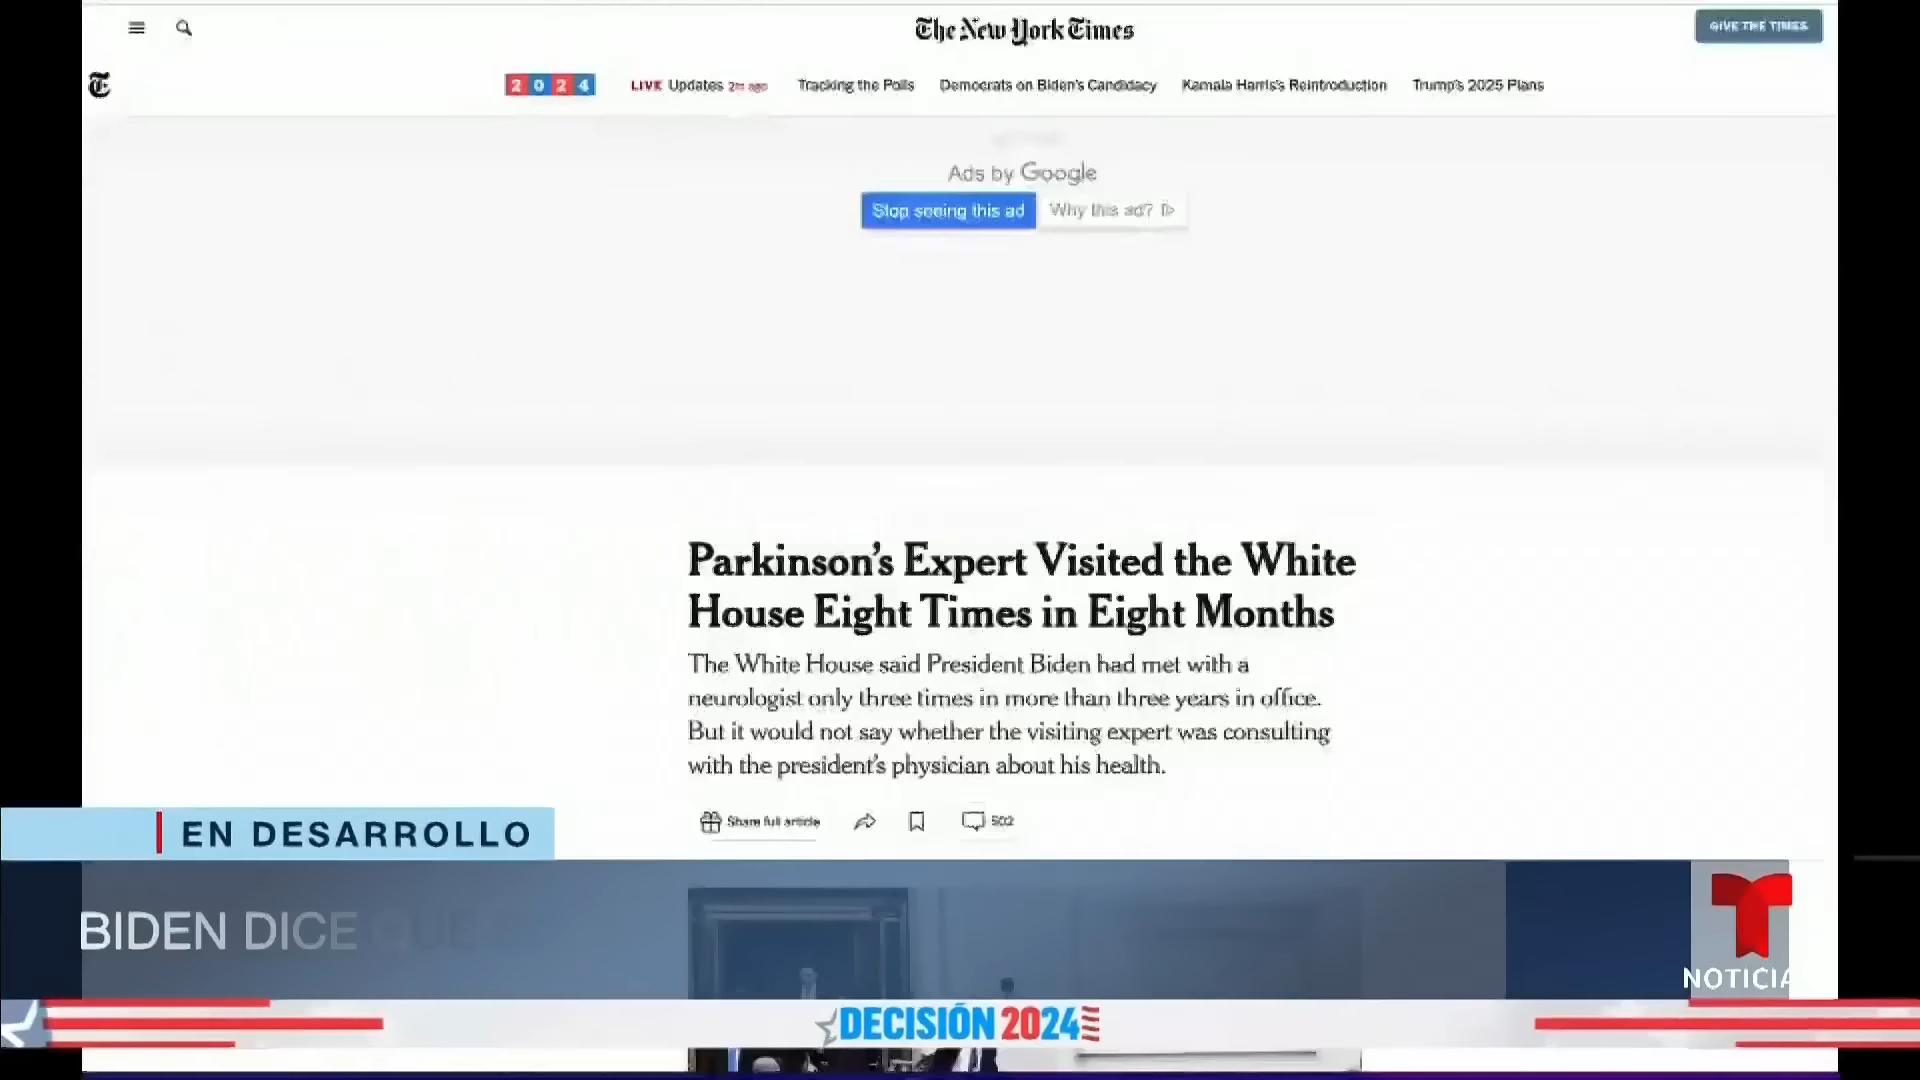 The New York Times
GIVE THE TIMES
2024
LIVE Updates 2m ago
Tracking the Polls
Democrats on Biden's Candidacy
Kamala Harris's Reintroduction
Trump's 2025 Plans
Ads by Google
Stop seeing this ad
Why this ad?
Parkinson's Expert Visited the White
House Eight Times in Eight Months
The White House said President Biden had met with a
neurologist only three times in more than three years in office.
But it would not say whether the visiting expert was consulting
with the president's physician about his health.
Share full article
502
EN DESARROLLO
BIDEN DICE QUE
NOTICIA
DECISIÓN 2024